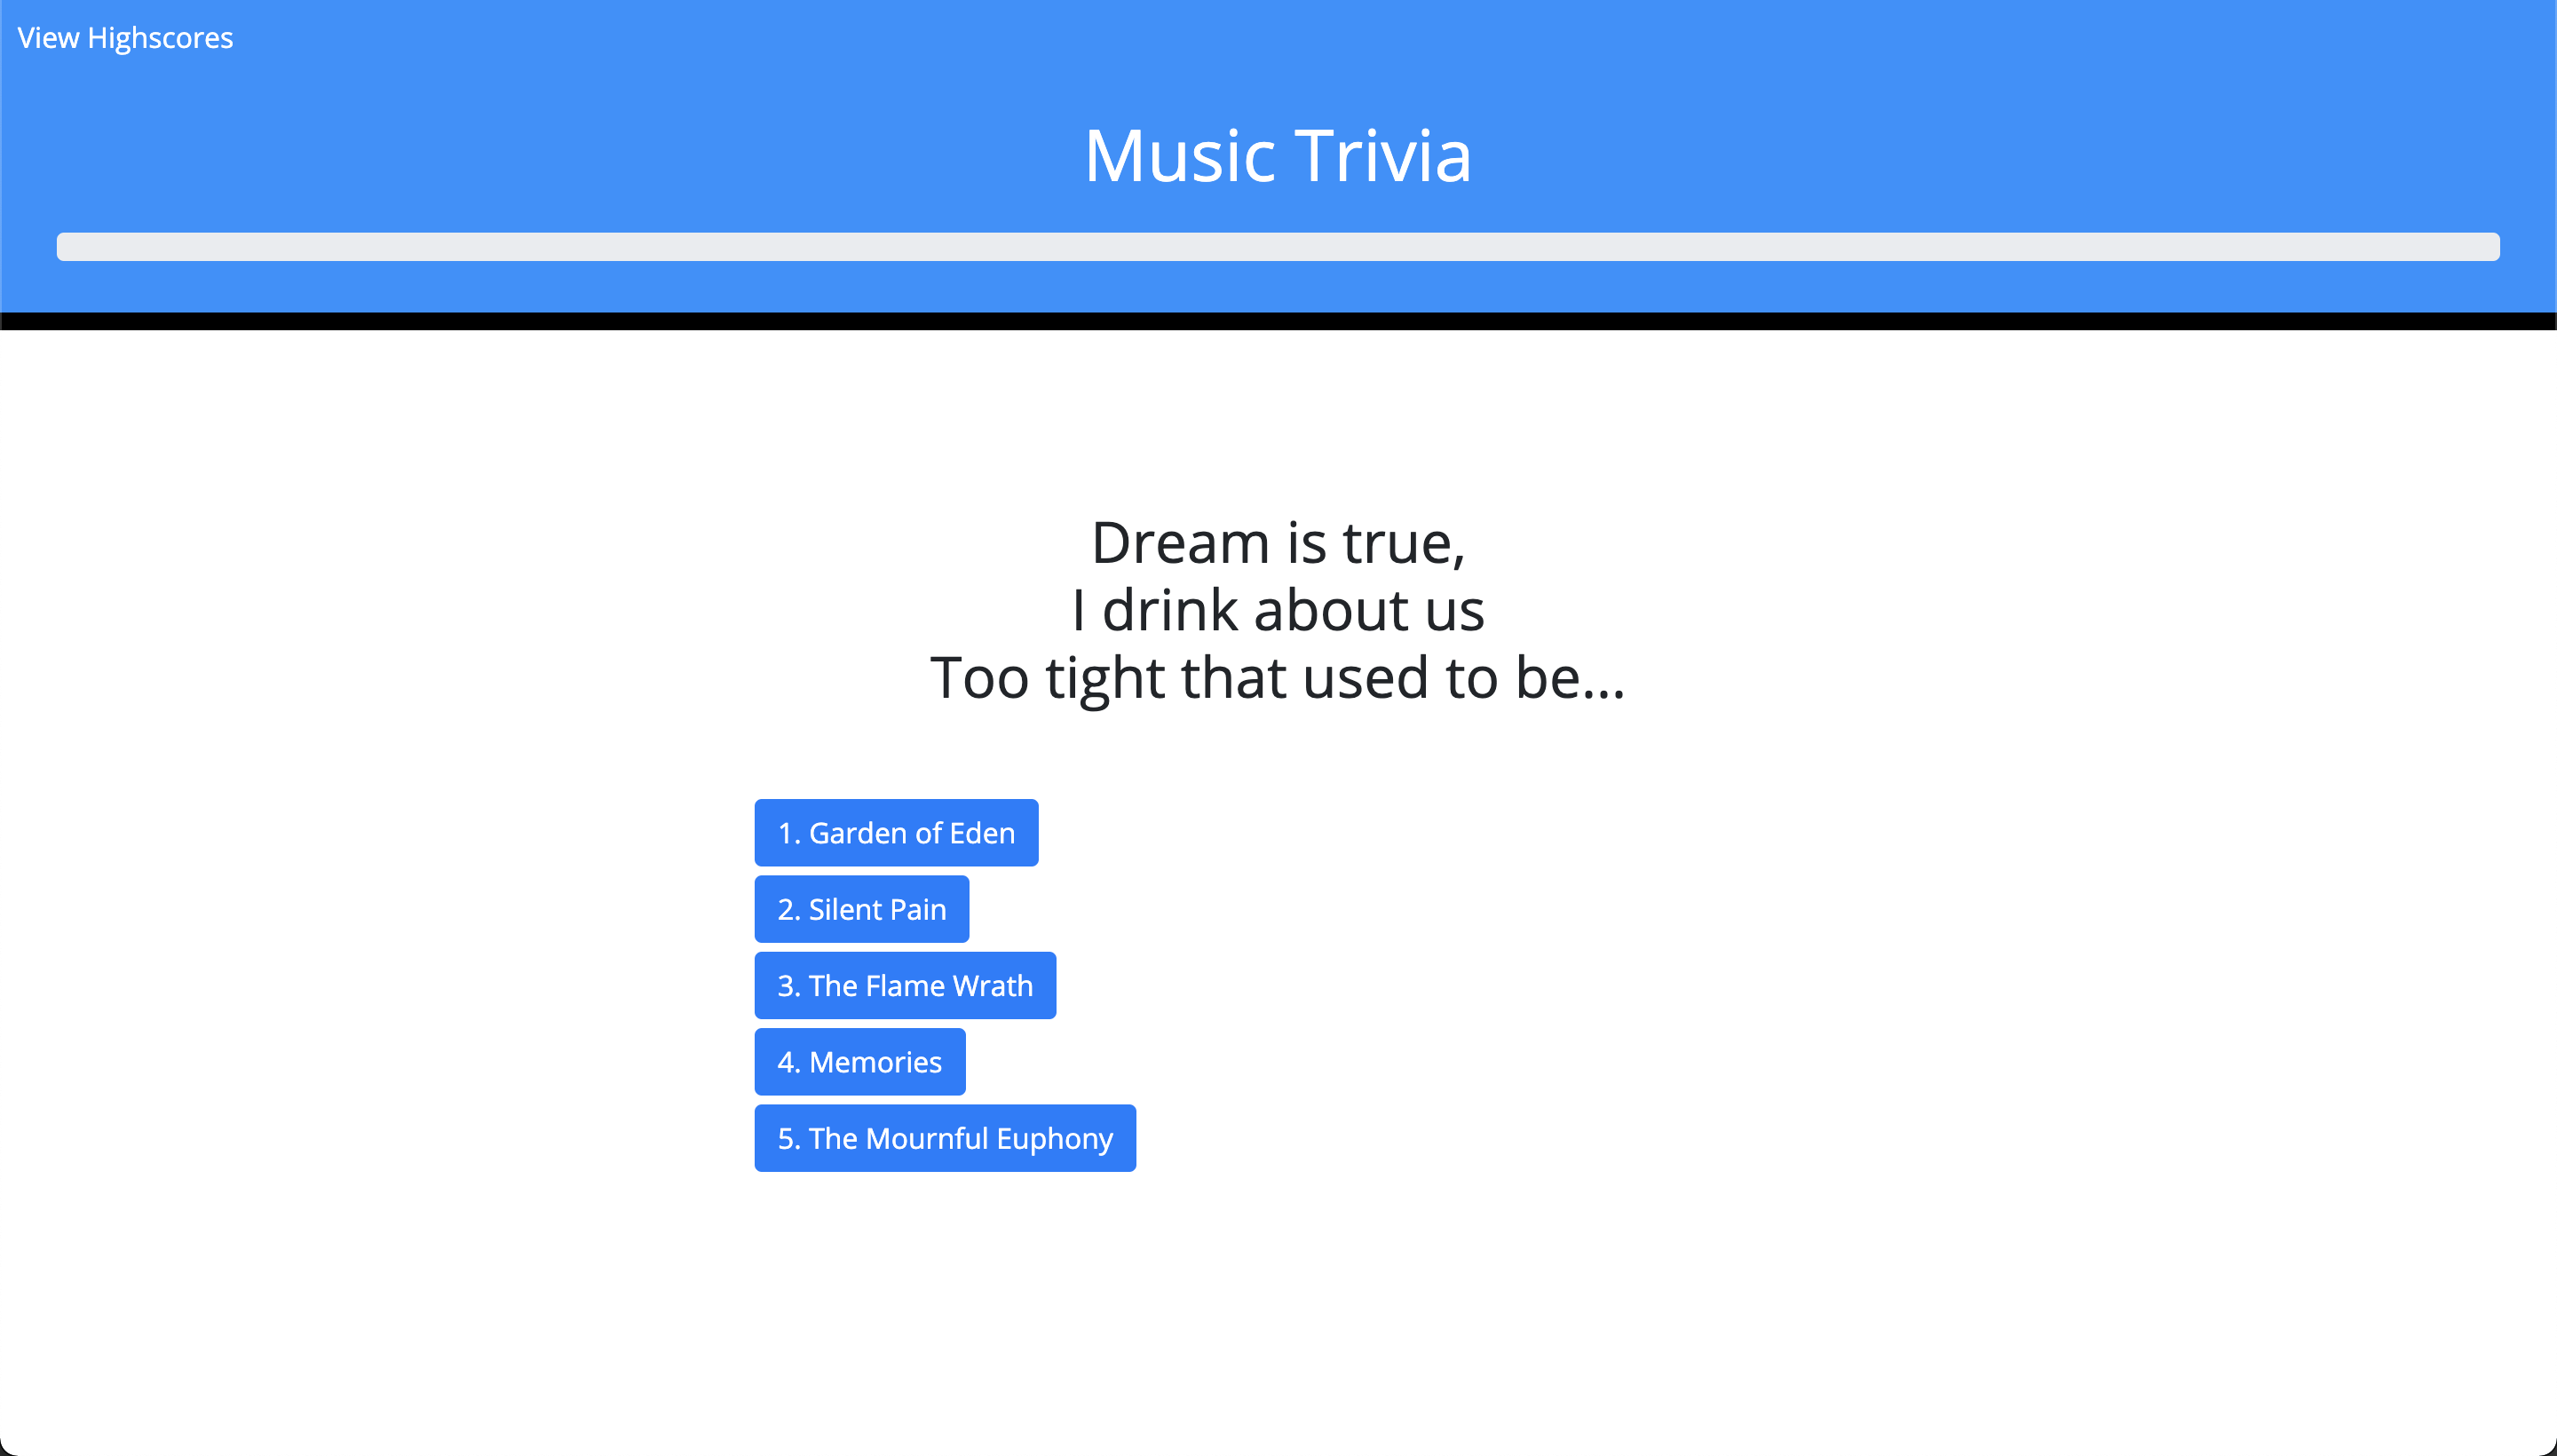 View Highscores
Music Trivia
Dream is true,
I drink about us
Too tight that used to be...
1. Garden of Eden
2. Silent Pain
3. The Flame Wrath
4. Memories
5. The Mournful Euphony